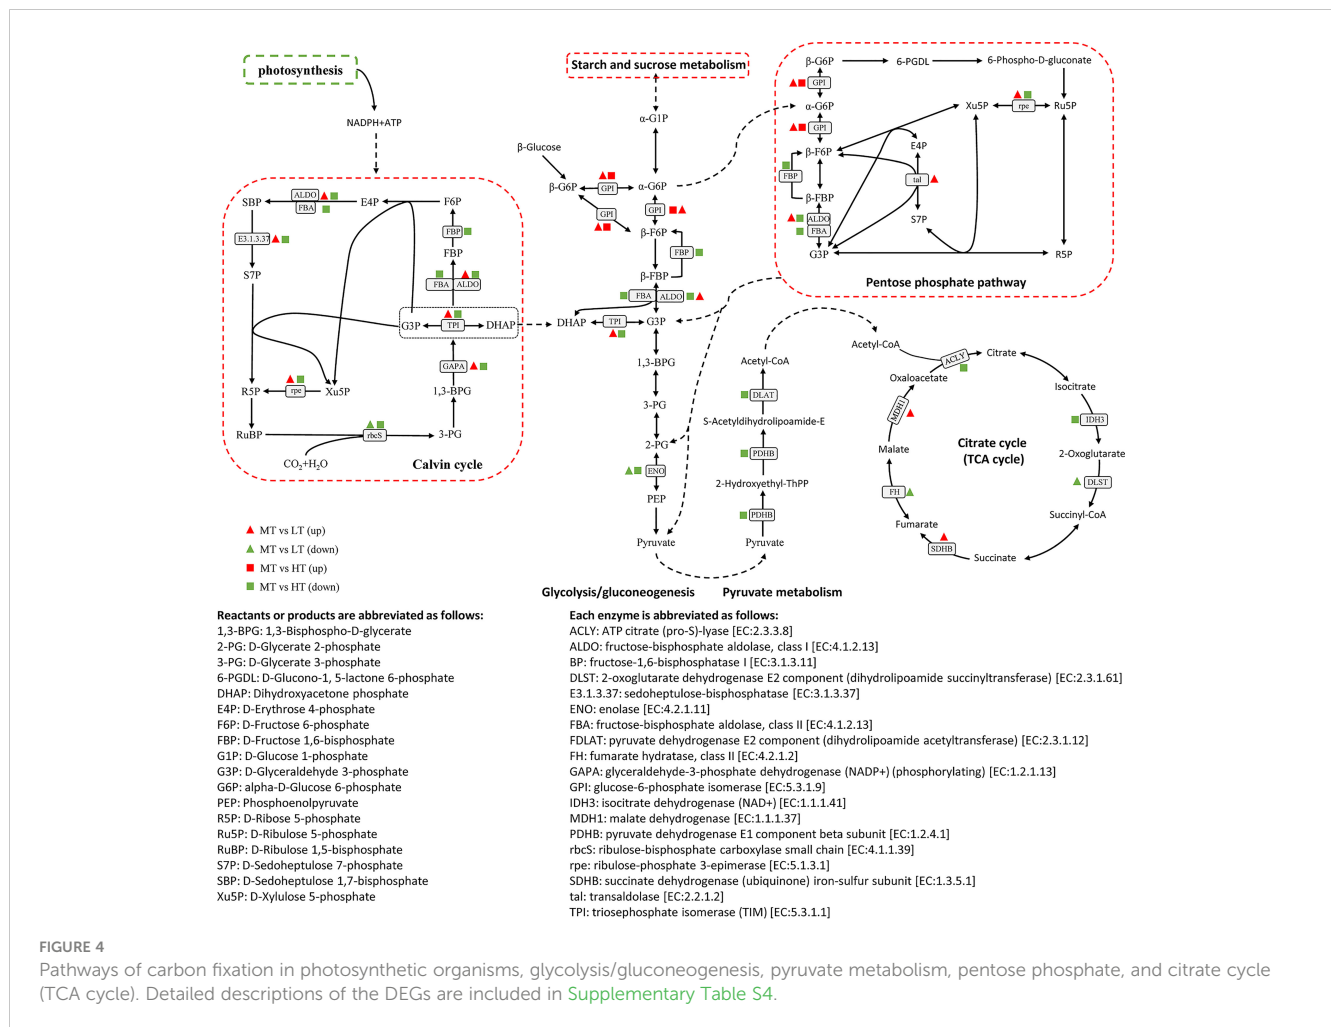 photosynthesis
NADPH+ATP
SBP
ALDO
FBA
E4P
F6P
E3.1.3.37
FBP
FBP
S7P
FBA
ALDO
G3P
TPI
DHAP
GAPA
R5P
rpe
Xu5P
1,3-BPG
RuBP
rbcS
3-PG
CO2+H2O
Calvin cycle
Starch and sucrose metabolism
α-G1P
β-Glucose
β-G6P
GPI
α-G6P
GPI
GPI
β-F6P
FBP
β-FBP
FBA
ALDO
DHAP
TPI
G3P
1,3-BPG
3-PG
2-PG
ENO
PEP
Pyruvate
Glycolysis/gluconeogenesis
Acetyl-CoA
DLAT
S-Acetyldihydrolipoamide-E
PDHB
2-Hydroxyethyl-ThPP
PDHB
Pyruvate
Pyruvate metabolism
β-G6P
6-PGDL
6-Phospho-D-gluconate
GPI
α-G6P
Xu5P
rpe
Ru5P
GPI
β-F6P
E4P
FBP
tal
β-FBP
ALDO
FBA
S7P
G3P
R5P
Pentose phosphate pathway
Acetyl-CoA
ACLY
Citrate
Oxaloacetate
Isocitrate
MDH1
IDH3
Citrate cycle
(TCA cycle)
Malate
2-Oxoglutarate
FH
DLST
Fumarate
Succinyl-CoA
SDHB
Succinate
MT vs LT (up)
MT vs LT (down)
MT vs HT (up)
MT vs HT (down)
Reactants or products are abbreviated as follows:
1,3-BPG: 1,3-Bisphospho-D-glycerate
2-PG: D-Glycerate 2-phosphate
3-PG: D-Glycerate 3-phosphate
6-PGDL: D-Glucono-1, 5-lactone 6-phosphate
DHAP: Dihydroxyacetone phosphate
E4P: D-Erythrose 4-phosphate
F6P: D-Fructose 6-phosphate
FBP: D-Fructose 1,6-bisphosphate
G1P: D-Glucose 1-phosphate
G3P: D-Glyceraldehyde 3-phosphate
G6P: alpha-D-Glucose 6-phosphate
PEP: Phosphoenolpyruvate
R5P: D-Ribose 5-phosphate
Ru5P: D-Ribulose 5-phosphate
RuBP: D-Ribulose 1,5-bisphosphate
S7P: D-Sedoheptulose 7-phosphate
SBP: D-Sedoheptulose 1,7-bisphosphate
Xu5P: D-Xylulose 5-phosphate
Each enzyme is abbreviated as follows:
ACLY: ATP citrate (pro-S)-lyase [EC:2.3.3.8]
ALDO: fructose-bisphosphate aldolase, class I [EC:4.1.2.13]
BP: fructose-1,6-bisphosphatase I [EC:3.1.3.11]
DLST: 2-oxoglutarate dehydrogenase E2 component (dihydrolipoamide succinyltransferase) [EC:2.3.1.61]
E3.1.3.37: sedoheptulose-bisphosphatase [EC:3.1.3.37]
ENO: enolase [EC:4.2.1.11]
FBA: fructose-bisphosphate aldolase, class II [EC:4.1.2.13]
FDLAT: pyruvate dehydrogenase E2 component (dihydrolipoamide acetyltransferase) [EC:2.3.1.12]
FH: fumarate hydratase, class II [EC:4.2.1.2]
GAPA: glyceraldehyde-3-phosphate dehydrogenase (NADP+) (phosphorylating) [EC:1.2.1.13]
GPI: glucose-6-phosphate isomerase [EC:5.3.1.9]
IDH3: isocitrate dehydrogenase (NAD+) [EC:1.1.1.41]
MDH1: malate dehydrogenase [EC:1.1.1.37]
PDHB: pyruvate dehydrogenase E1 component beta subunit [EC:1.2.4.1]
rbcS: ribulose-bisphosphate carboxylase small chain [EC:4.1.1.39]
rpe: ribulose-phosphate 3-epimerase [EC:5.1.3.1]
SDHB: succinate dehydrogenase (ubiquinone) iron-sulfur subunit [EC:1.3.5.1]
tal: transaldolase [EC:2.2.1.2]
TPI: triosephosphate isomerase (TIM) [EC:5.3.1.1]
FIGURE 4
Pathways of carbon fixation in photosynthetic organisms, glycolysis/gluconeogenesis, pyruvate metabolism, pentose phosphate, and citrate cycle
(TCA cycle). Detailed descriptions of the DEGs are included in Supplementary Table S4.